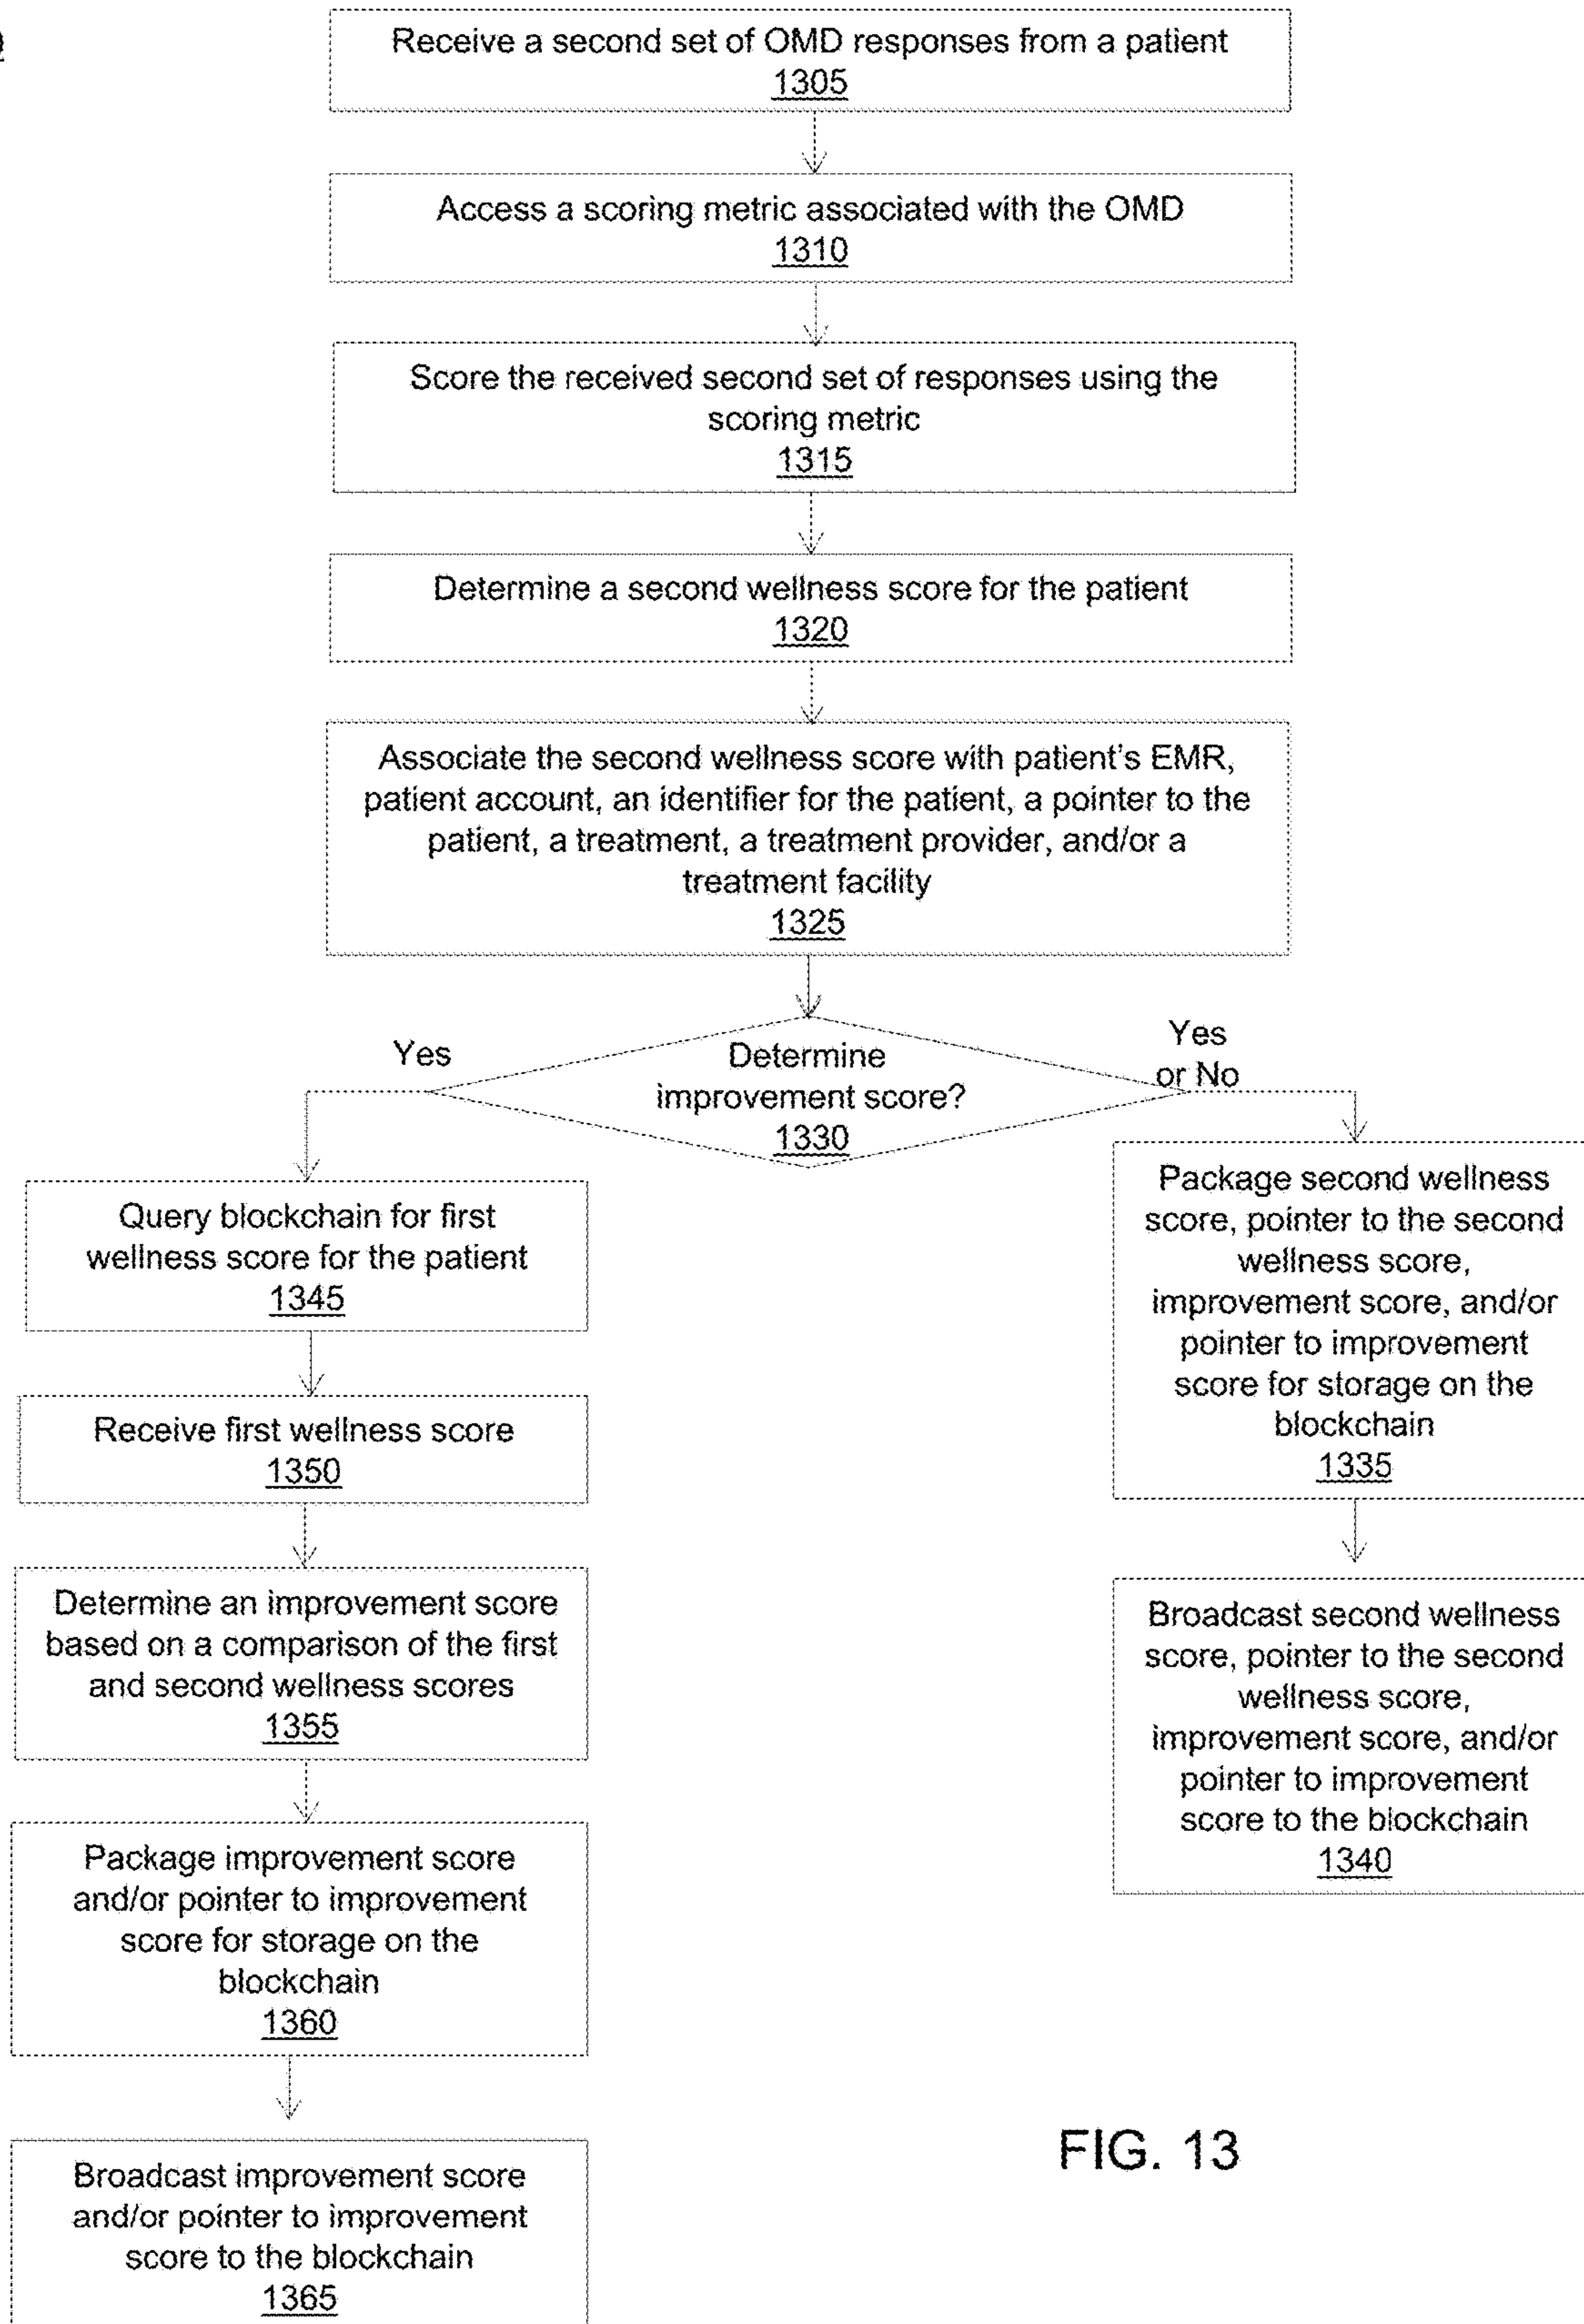 Receive a second set of OMD responses from a patient
1305
Access a scoring metric associated with the OMD
1310
Score the received second set of responses using the
scoring metric
1315
Determine a second wellness score for the patient
1320
Associate the second wellness score with patient's EMR,
patient account, an identifier for the patient, a pointer to the
patient, a treatment, a treatment provider, and/or a
treatment facility
1325
Determine
improvement score?
1330
Yes
Yes
or No
Query blockchain for first
wellness score for the patient
1345
Receive first wellness score
1350
Determine an improvement score
based on a comparison of the first
and second wellness scores
1355
Package improvement score
and/or pointer to improvement
score for storage on the
blockchain
1360
Broadcast improvement score
and/or pointer to improvement
score to the blockchain
1365
Package second wellness
score, pointer to the second
wellness score,
improvement score, and/or
pointer to improvement
score for storage on the
blockchain
1335
Broadcast second wellness
score, pointer to the second
wellness score,
improvement score, and/or
pointer to improvement
score to the blockchain
1340
FIG. 13